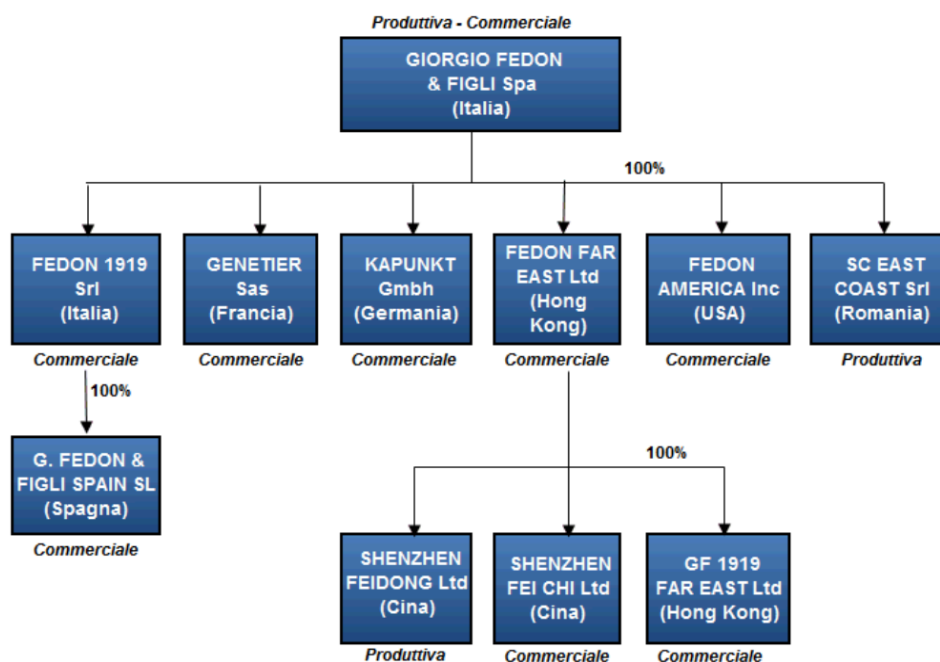 Produttiva - Commerciale
GIORGIO FEDON
& FIGLI Spa
(Italia)
100%
FEDON 1919
Srl
(Italia)
Commerciale
GENETIER
Sas
(Francia)
Commerciale
KAPUNKT
Gmbh
(Germania)
Commerciale
FEDON FAR
EAST Ltd
(Hong
Kong)
Commerciale
FEDON
AMERICA Inc
(USA)
Commerciale
SC EAST
COAST Srl
(Romania)
Produttiva
100%
G. FEDON &
FIGLI SPAIN SL
(Spagna)
Commerciale
100%
SHENZHEN
FEIDONG Ltd
(Cina)
Produttiva
SHENZHEN
FEI CHI Ltd
(Cina)
Commerciale
GF 1919
FAR EAST Ltd
(Hong Kong)
Commerciale